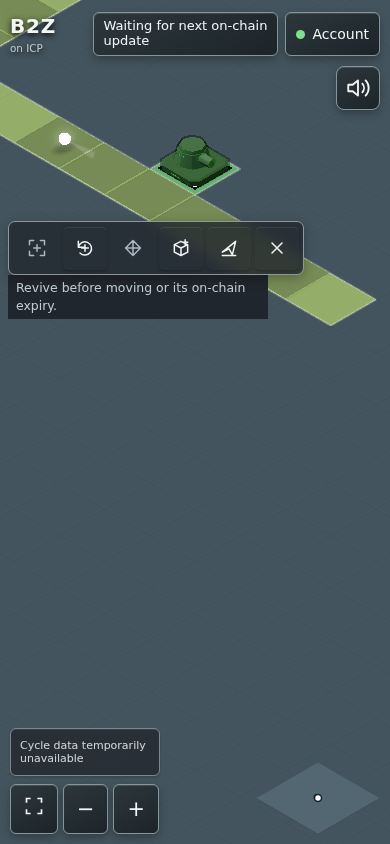 B2Z
on ICP
Waiting for next on-chain
update
Account
Revive before moving or its on-chain
expiry.
Cycle data temporarily
unavailable